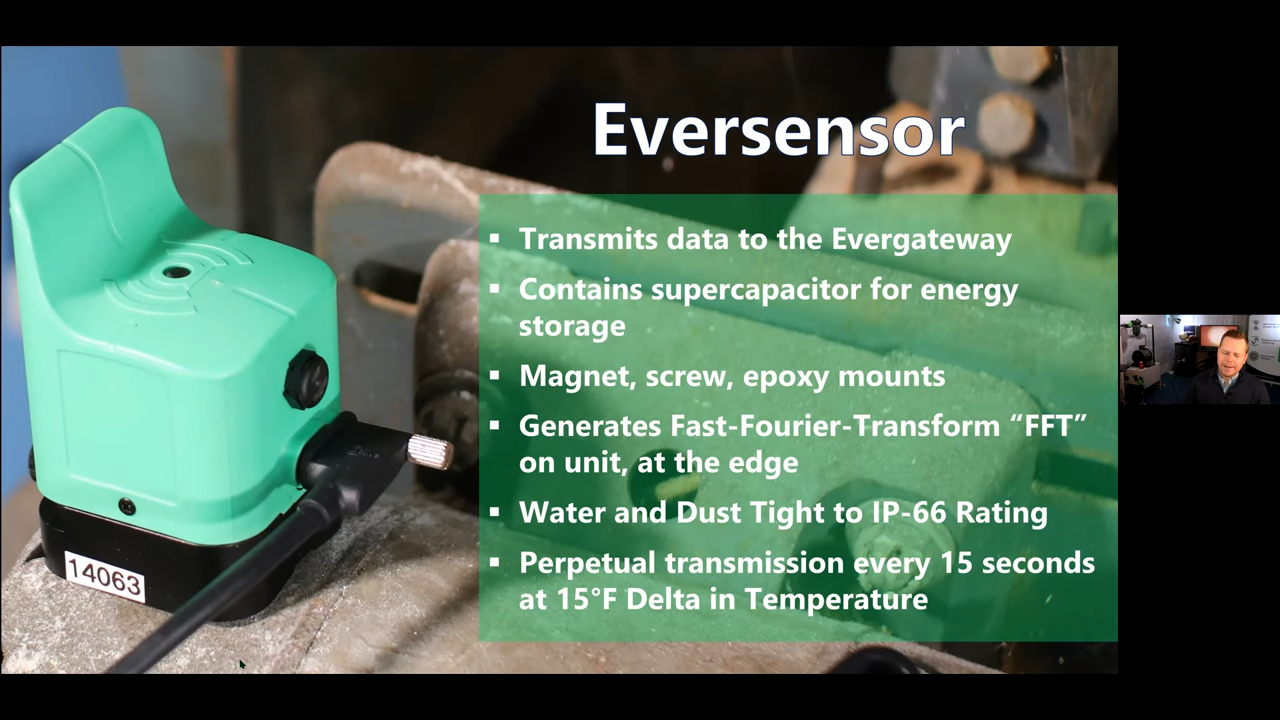 Eversensor
▪ Transmits data to the Evergateway
▪ Contains supercapacitor for energy
storage
▪ Magnet, screw, epoxy mounts
▪ Generates Fast-Fourier-Transform “FFT”
on unit, at the edge
▪ Water and Dust Tight to IP-66 Rating
▪ Perpetual transmission every 15 seconds
at 15°F Delta in Temperature
14063